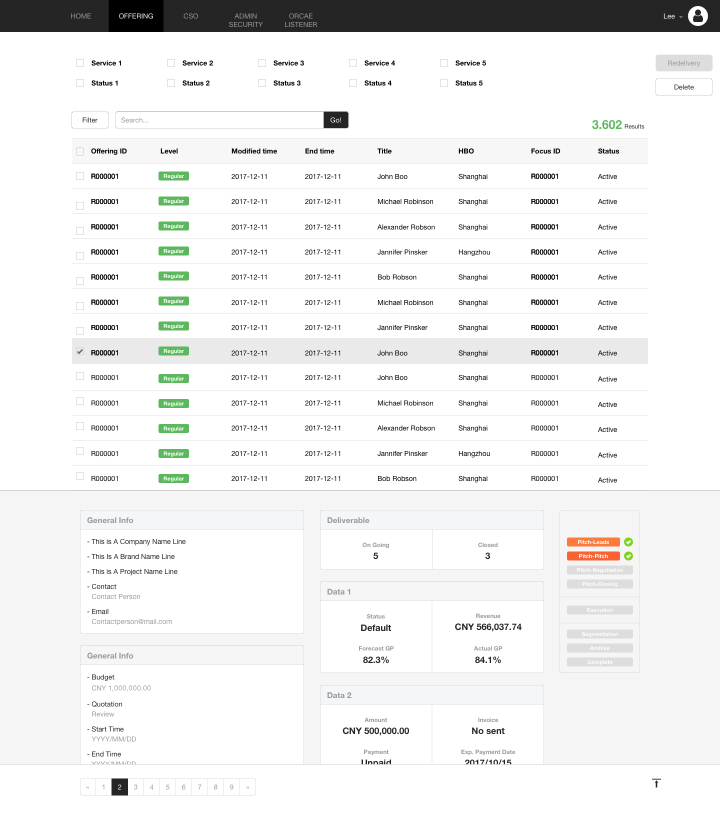 HOME OFFERING CSO ADMIN SECURITY ORCAE LISTENER Lee
Service 1 Service 2 Service 3 Service 4 Service 5 Redelivery
Status 1 Status 2 Status 3 Status 4 Status 5 Delete
Filter Search... Go! 3.602 Results
Offering ID Level Modified time End time Title HBO Focus ID Status
R000001 Regular 2017-12-11 2017-12-11 John Boo Shanghai R000001 Active
R000001 Regular 2017-12-11 2017-12-11 Michael Robinson Shanghai R000001 Active
R000001 Regular 2017-12-11 2017-12-11 Alexander Robson Shanghai R000001 Active
R000001 Regular 2017-12-11 2017-12-11 Jannifer Pinsker Hangzhou R000001 Active
R000001 Regular 2017-12-11 2017-12-11 Bob Robson Shanghai R000001 Active
R000001 Regular 2017-12-11 2017-12-11 Michael Robinson Shanghai R000001 Active
R000001 Regular 2017-12-11 2017-12-11 Jannifer Pinsker Shanghai R000001 Active
R000001 Regular 2017-12-11 2017-12-11 John Boo Shanghai R000001 Active
R000001 Regular 2017-12-11 2017-12-11 John Boo Shanghai R000001 Active
R000001 Regular 2017-12-11 2017-12-11 Michael Robinson Shanghai R000001 Active
R000001 Regular 2017-12-11 2017-12-11 Alexander Robson Shanghai R000001 Active
R000001 Regular 2017-12-11 2017-12-11 Jannifer Pinsker Hangzhou R000001 Active
R000001 Regular 2017-12-11 2017-12-11 Bob Robson Shanghai R000001 Active
General Info
- This is A Company Name Line
- This Is A Brand Name Line
- This is A Project Name Line
- Contact
Contact Person
- Email
Contactperson@mail.com
General Info
- Budget
CNY 1,000,000.00
- Quotation
Review
- Start Time
YYYY/MM/DD
- End Time
YYYY/MM/DD
Deliverable
On Going Closed
5 3
Data 1
Status Revenue
Default CNY 566,037.74
Forecast GP Actual GP
82.3% 84.1%
Data 2
Amount Invoice
CNY 500,000.00 No sent
Payment Exp. Payment Date
Unpaid 2017/10/15
Pitch-Leads
Pitch-Pitch
Pitch-Negotiation
Pitch-Closing
Execution
Segmentation
Archive
Complete
« 1 2 3 4 5 6 7 8 9 »